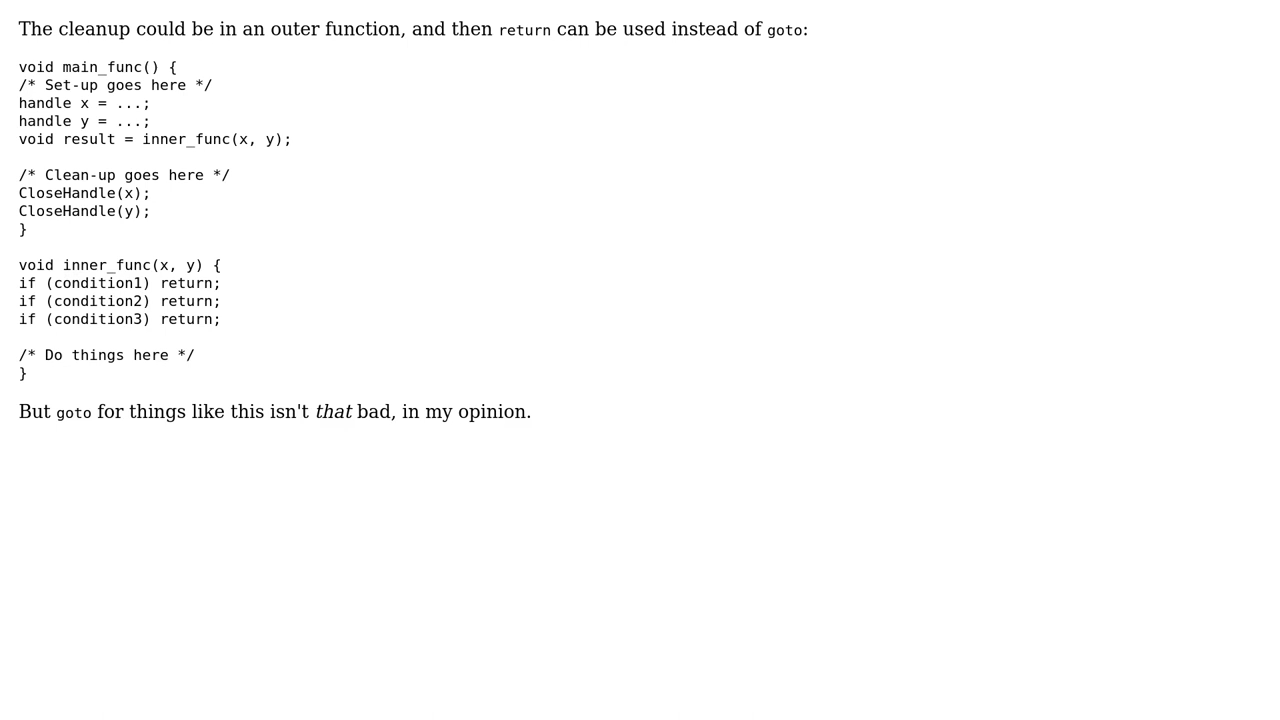 The cleanup could be in an outer function, and then return can be used instead of goto:
void main_func() {
/* Set-up goes here */
handle x = ...;
handle y = ...;
void result = inner_func(x, y);
/* Clean-up goes here */
CloseHandle(x);
CloseHandle(y);
}
void inner_func(x, y) {
if (condition1) return;
if (condition2) return;
if (condition3) return;
/* Do things here */
}
But goto for things like this isn't that bad, in my opinion.